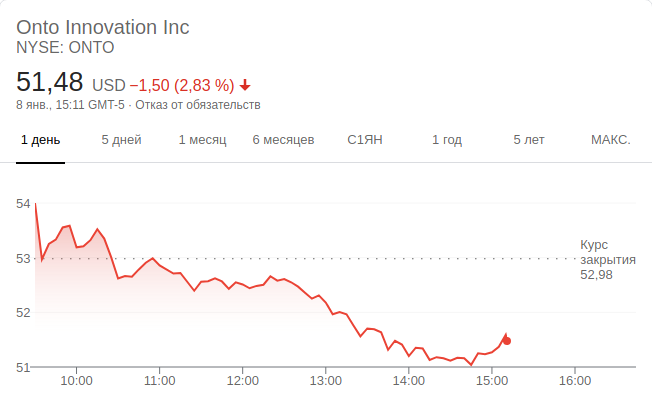 Onto Innovation Inc
NYSE: ONTO
51,48 USD −1,50 (2,83 %)
8 янв., 15:11 GMT-5 · Отказ от обязательств
1 день 5 дней 1 месяц 6 месяцев С1ЯН 1 год 5 лет МАКС.
54
53
52
51
Курс
закрытия
52,98
10:00 11:00 12:00 13:00 14:00 15:00 16:00